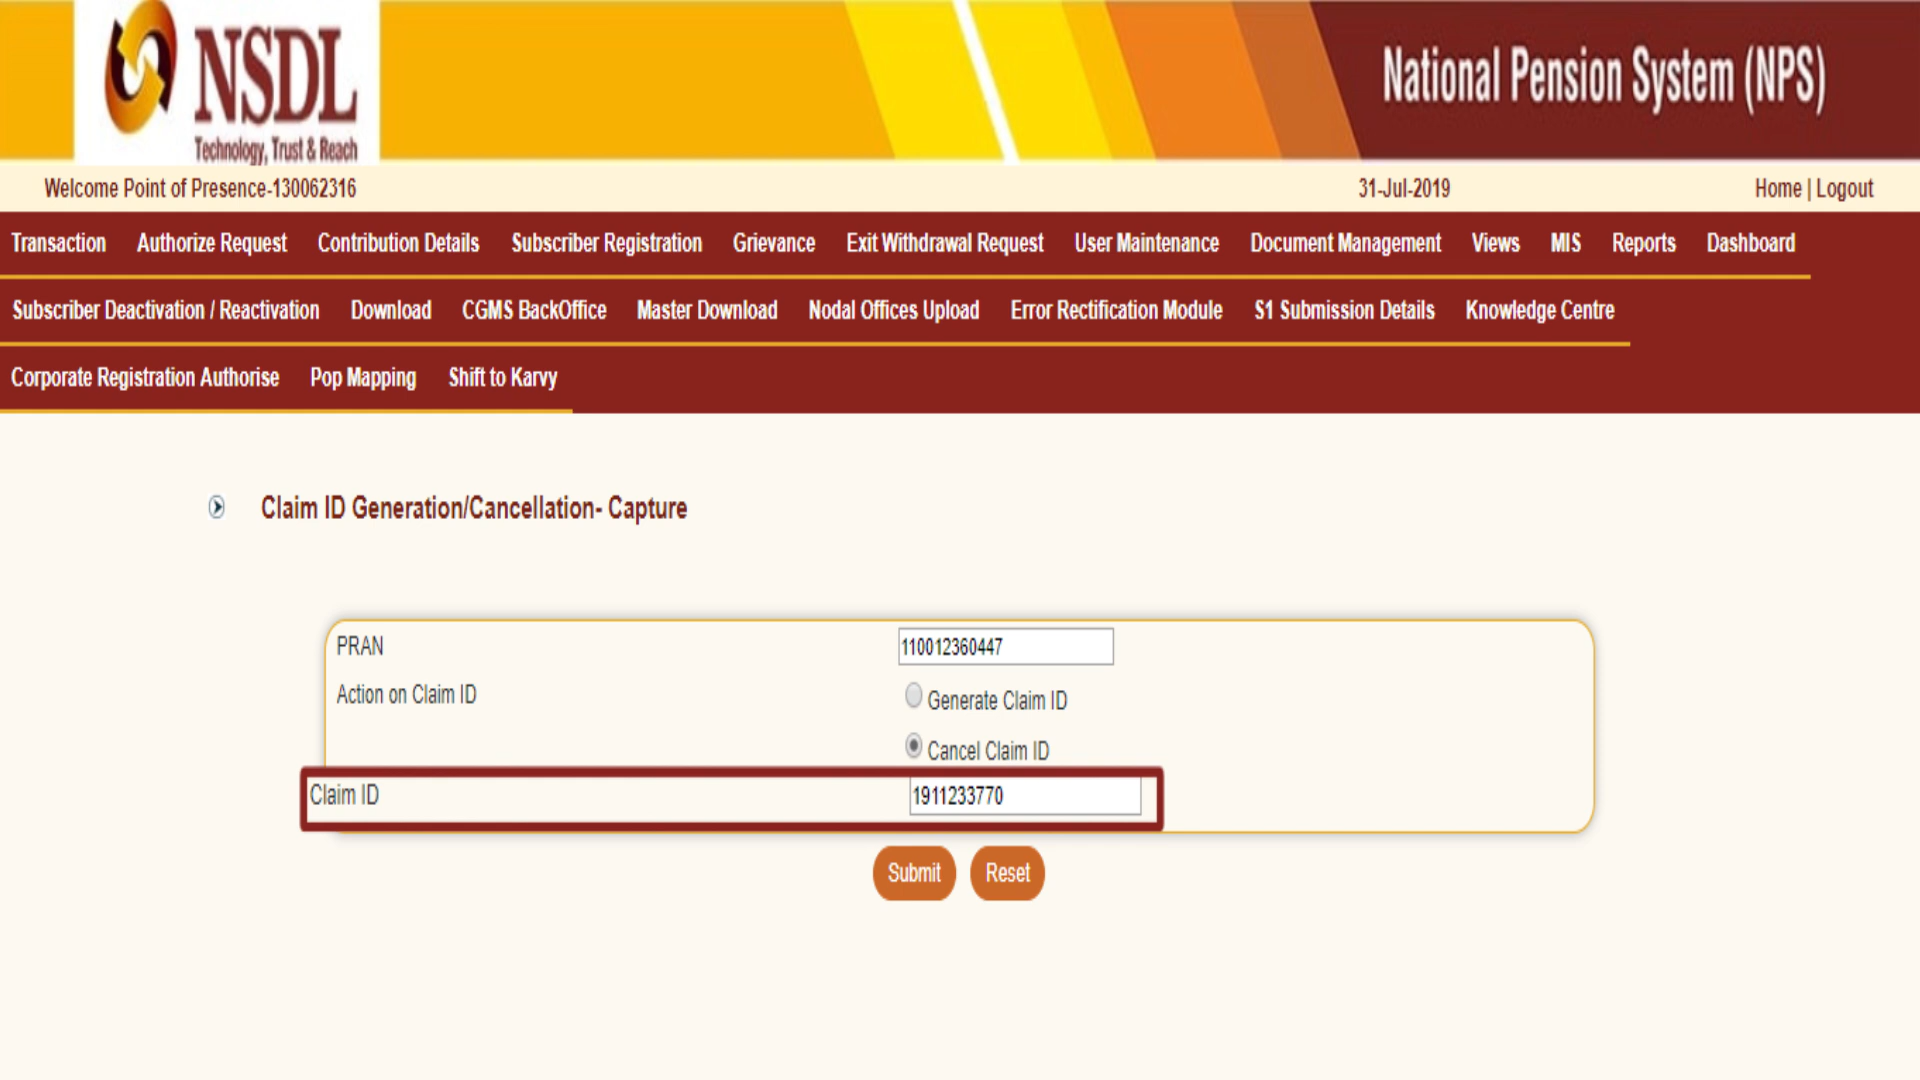 NSDL
Technology, Trust & Reach
National Pension System (NPS)
Welcome Point of Presence-130062316 31-Jul-2019 Home | Logout
Transaction Authorize Request Contribution Details Subscriber Registration Grievance Exit Withdrawal Request User Maintenance Document Management Views MIS Reports Dashboard
Subscriber Deactivation / Reactivation Download CGMS BackOffice Master Download Nodal Offices Upload Error Rectification Module S1 Submission Details Knowledge Centre
Corporate Registration Authorise Pop Mapping Shift to Karvy
Claim ID Generation/Cancellation- Capture
PRAN 110012360447
Action on Claim ID Generate Claim ID
Cancel Claim ID
Claim ID 1911233770
Submit Reset